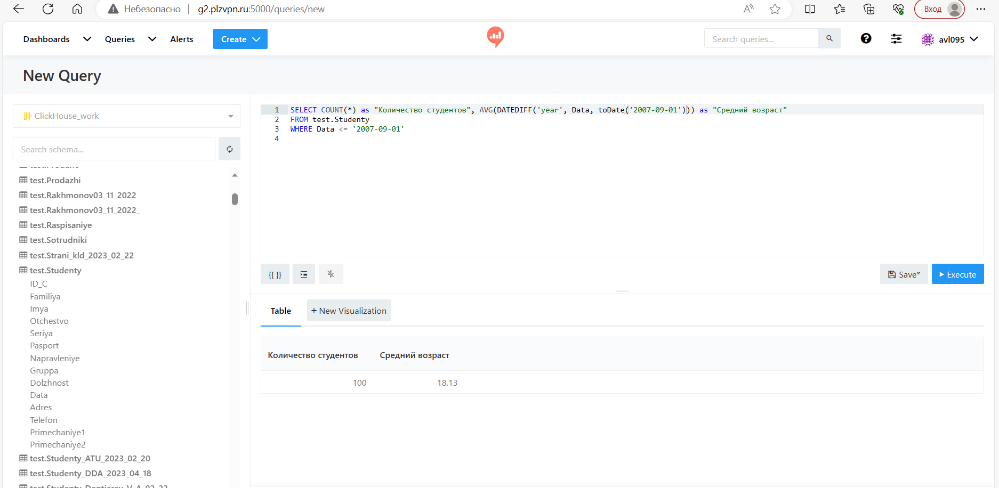 Небезопасно
g2.plzvpn.ru:5000/queries/new
Вход
Dashboards
Queries
Alerts
Create
Search queries...
avl095
New Query
ClickHouse_work
Search schema...
test.Prodazhi
test.Rakhmonov03_11_2022
test.Rakhmonov03_11_2022_
test.Raspisaniye
test.Sotrudniki
test.Strani_kld_2023_02_22
test.Studenty
ID_C
Familiya
Imya
Otchestvo
Seriya
Pasport
Napravleniye
Gruppa
Dolzhnost
Data
Adres
Telefon
Primechaniye1
Primechaniye2
test.Studenty_ATU_2023_02_20
test.Studenty_DDA_2023_04_18
1 SELECT COUNT(*) as "Количество студентов", AVG(DATEDIFF('year', Data, toDate('2007-09-01'))) as "Средний возраст"
2 FROM test.Studenty
3 WHERE Data <= '2007-09-01'
4
{{ }}
Save*
Execute
Table
+ New Visualization
Количество студентов Средний возраст
100 18.13